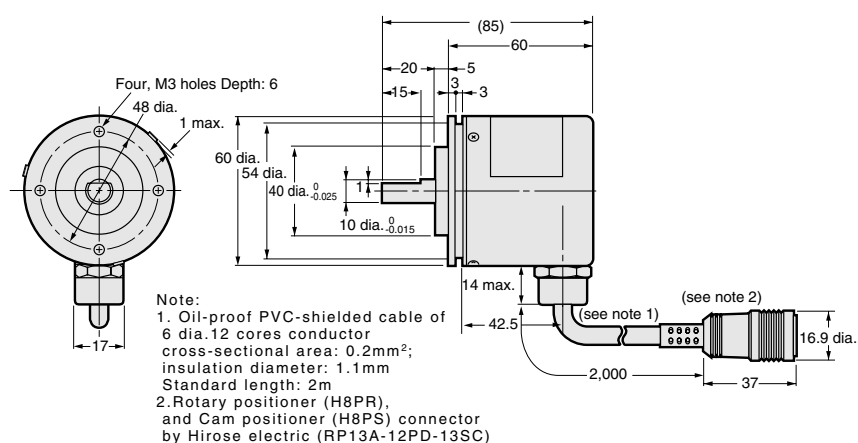 (85)
60
20
5
3
15
3
Four, M3 holes Depth: 6
48 dia.
1 max.
60 dia.
54 dia.
40 dia. 0 -0.025
1
10 dia. 0 -0.015
14 max.
(see note 1)
(see note 2)
42.5
16.9 dia.
2,000
37
17
Note:
1. Oil-proof PVC-shielded cable of
6 dia.12 cores conductor
cross-sectional area: 0.2mm²;
insulation diameter: 1.1mm
Standard length: 2m
2.Rotary positioner (H8PR),
and Cam positioner (H8PS) connector
by Hirose electric (RP13A-12PD-13SC)